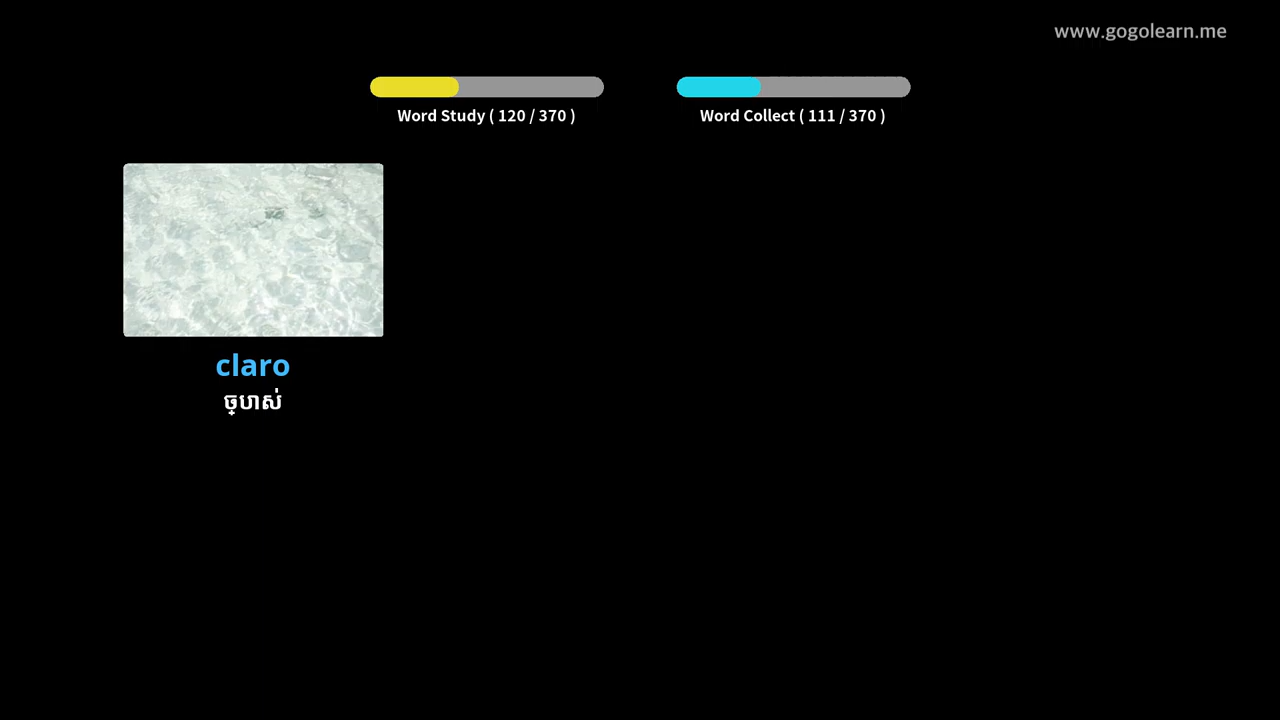 www.gogolearn.me
Word Study ( 120 / 370 )
Word Collect ( 111 / 370 )
claro
ច្បាស់